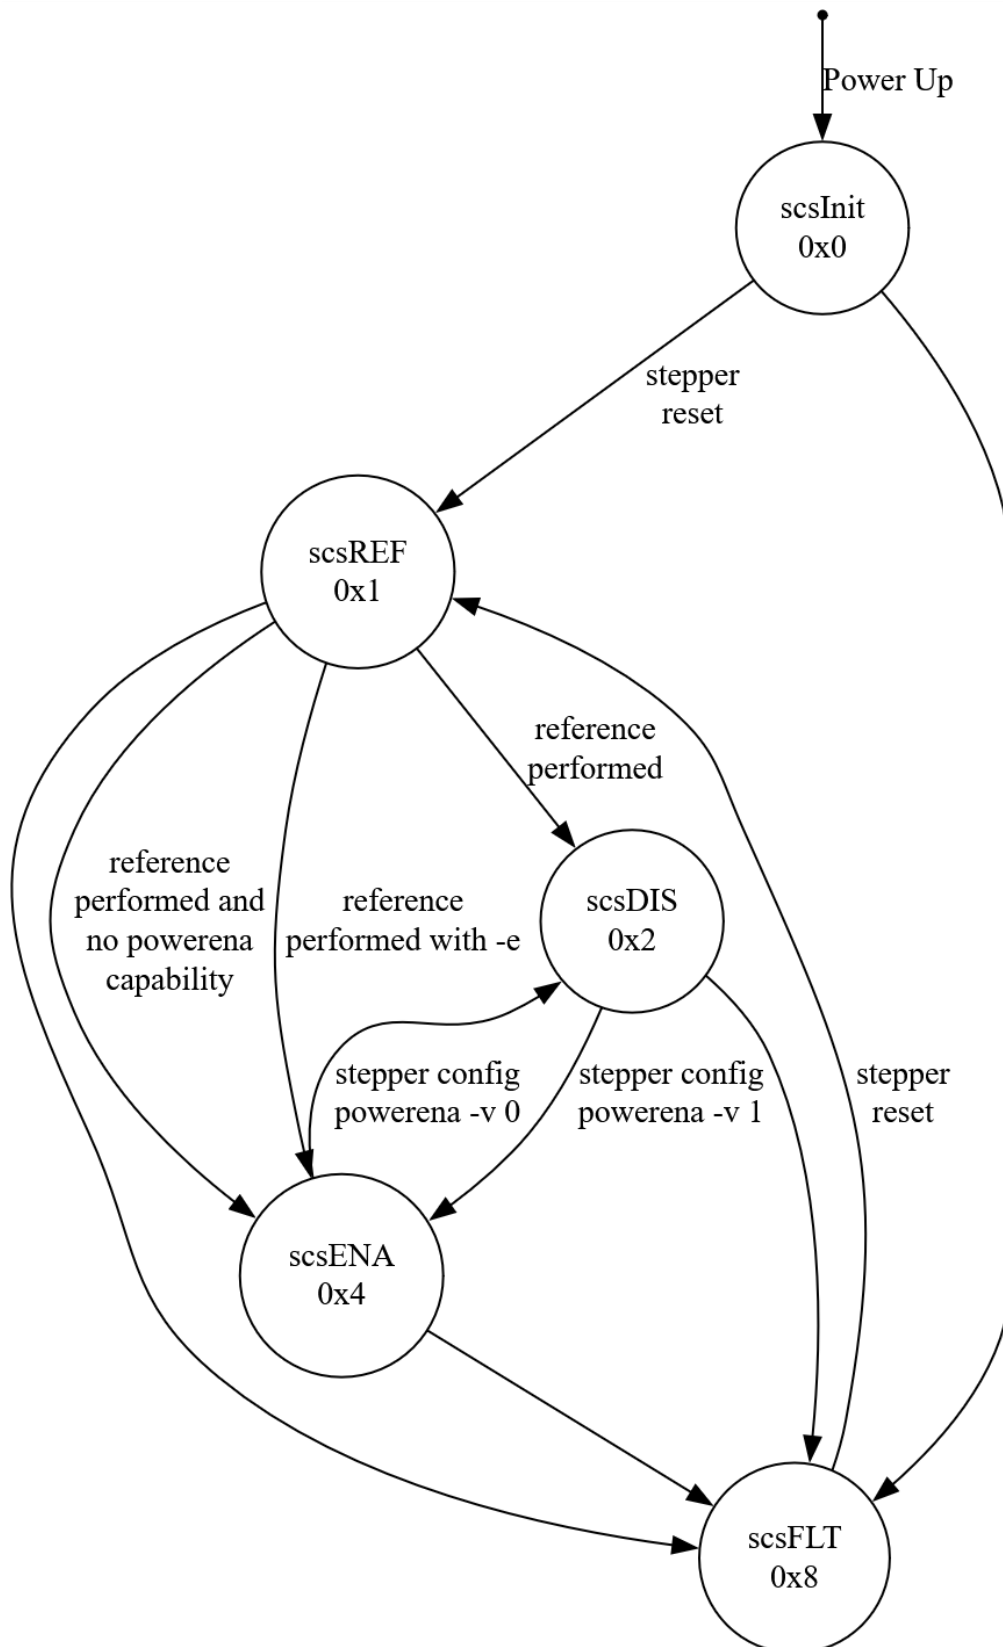 Power Up
scsInit
0x0
stepper
reset
scsREF
0x1
reference
performed
reference
performed and
no powerena
capability
reference
performed with -e
scsDIS
0x2
stepper config
powerena -v 0
stepper config
powerena -v 1
stepper
reset
scsENA
0x4
scsFLT
0x8